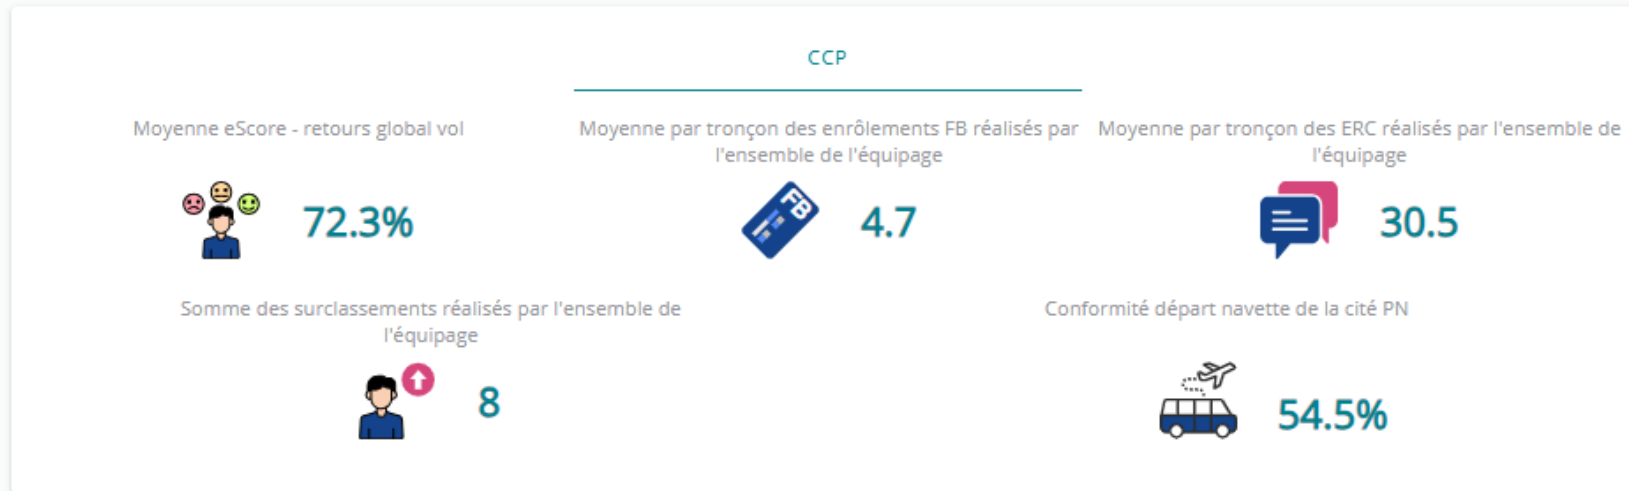 CCP
Moyenne eScore - retours global vol
72.3%
Moyenne par tronçon des enrôlements FB réalisés par
l'ensemble de l'équipage
FB
4.7
Moyenne par tronçon des ERC réalisés par l'ensemble de
l'équipage
30.5
Somme des surclassements réalisés par l'ensemble de
l'équipage
8
Conformité départ navette de la cité PN
54.5%